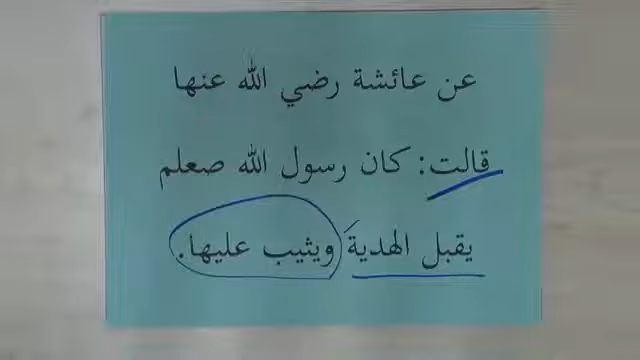 عن عائشة رضي الله عنها
قالت: كان رسول الله صعلم
يقبل الهديةَ ويثيب عليها.